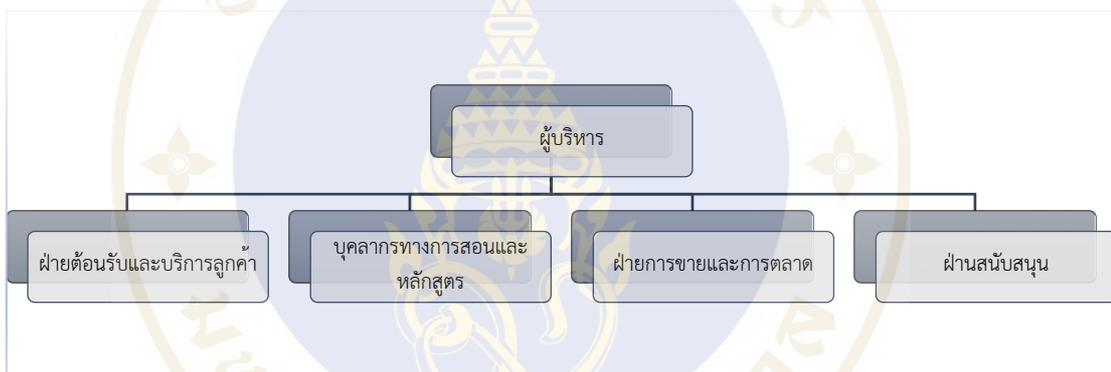 ผู้บริหาร
ฝ่ายต้อนรับและบริการลูกค้า
บุคลากรทางการสอนและ
หลักสูตร
ฝ่ายการขายและการตลาด
ฝ่านสนับสนุน